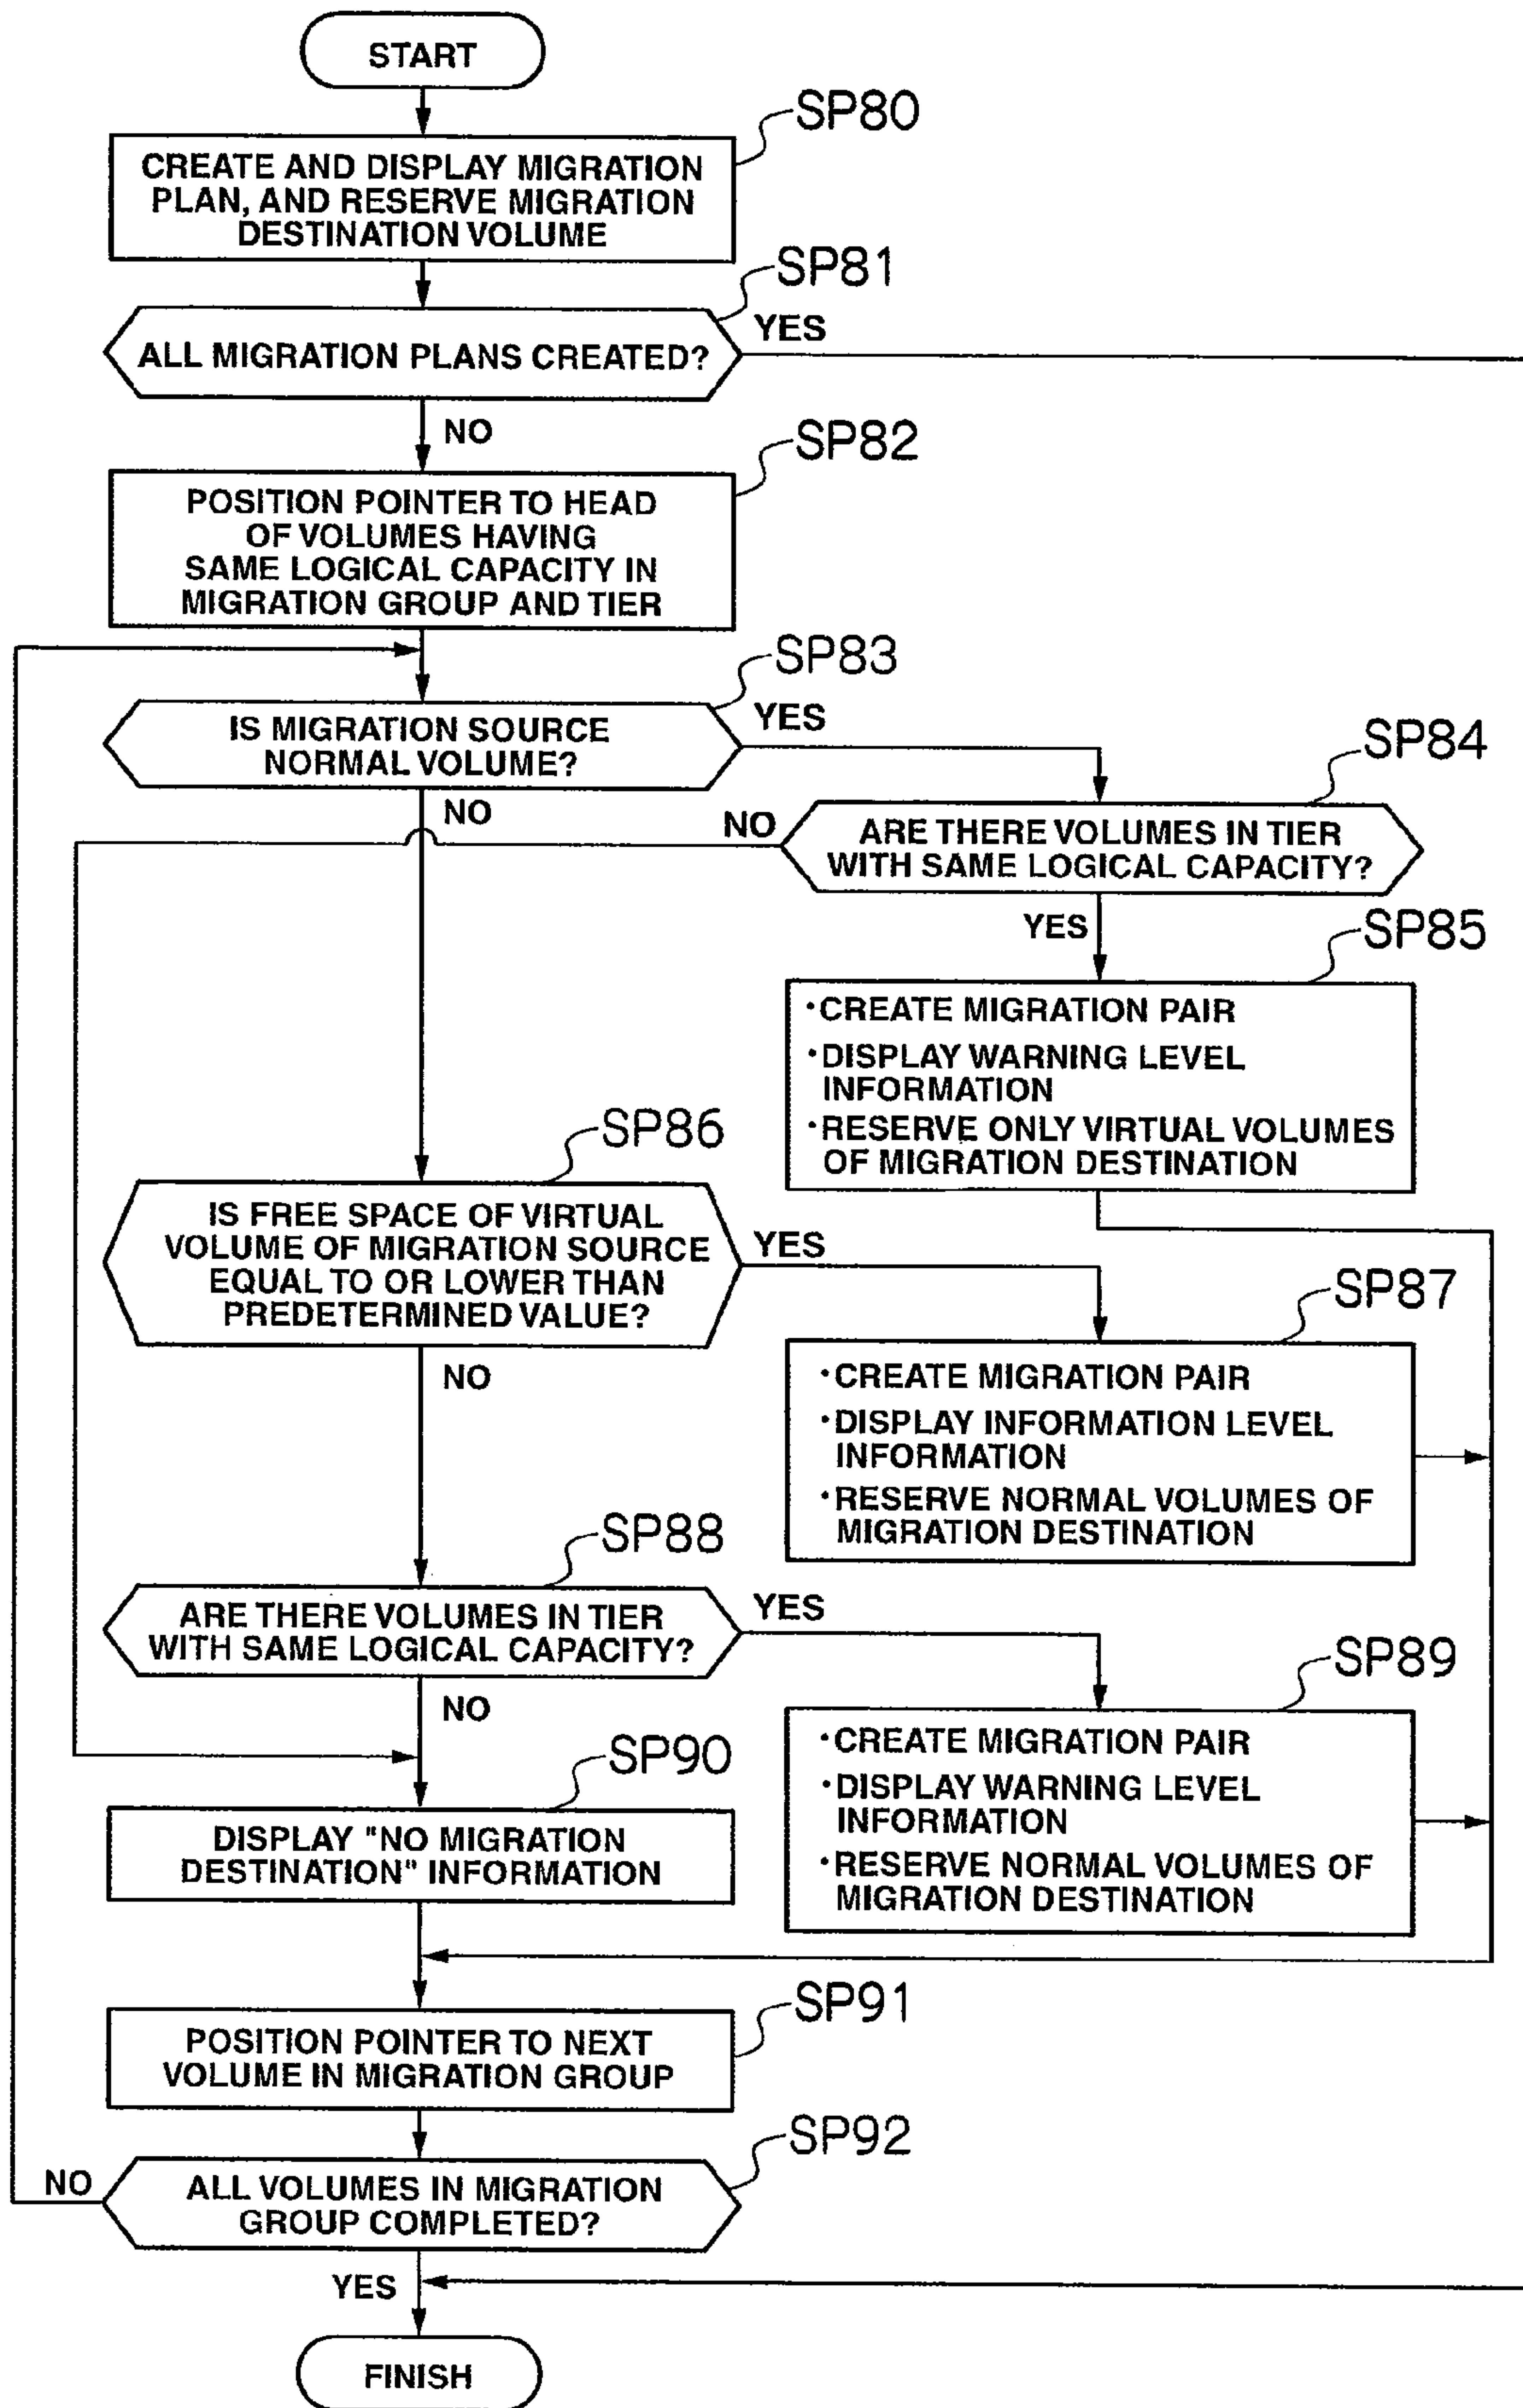 START
SP80
CREATE AND DISPLAY MIGRATION
PLAN, AND RESERVE MIGRATION
DESTINATION VOLUME
SP81
ALL MIGRATION PLANS CREATED?
YES
NO
SP82
POSITION POINTER TO HEAD
OF VOLUMES HAVING
SAME LOGICAL CAPACITY IN
MIGRATION GROUP AND TIER
SP83
IS MIGRATION SOURCE
NORMAL VOLUME?
YES
NO
SP84
NO
ARE THERE VOLUMES IN TIER
WITH SAME LOGICAL CAPACITY?
YES
SP85
·CREATE MIGRATION PAIR
·DISPLAY WARNING LEVEL
INFORMATION
·RESERVE ONLY VIRTUAL VOLUMES
OF MIGRATION DESTINATION
SP86
IS FREE SPACE OF VIRTUAL
VOLUME OF MIGRATION SOURCE
EQUAL TO OR LOWER THAN
PREDETERMINED VALUE?
YES
NO
SP87
·CREATE MIGRATION PAIR
·DISPLAY INFORMATION LEVEL
INFORMATION
·RESERVE NORMAL VOLUMES OF
MIGRATION DESTINATION
SP88
ARE THERE VOLUMES IN TIER
WITH SAME LOGICAL CAPACITY?
YES
NO
SP89
·CREATE MIGRATION PAIR
·DISPLAY WARNING LEVEL
INFORMATION
·RESERVE NORMAL VOLUMES OF
MIGRATION DESTINATION
SP90
DISPLAY "NO MIGRATION
DESTINATION" INFORMATION
SP91
POSITION POINTER TO NEXT
VOLUME IN MIGRATION GROUP
SP92
NO
ALL VOLUMES IN MIGRATION
GROUP COMPLETED?
YES
FINISH